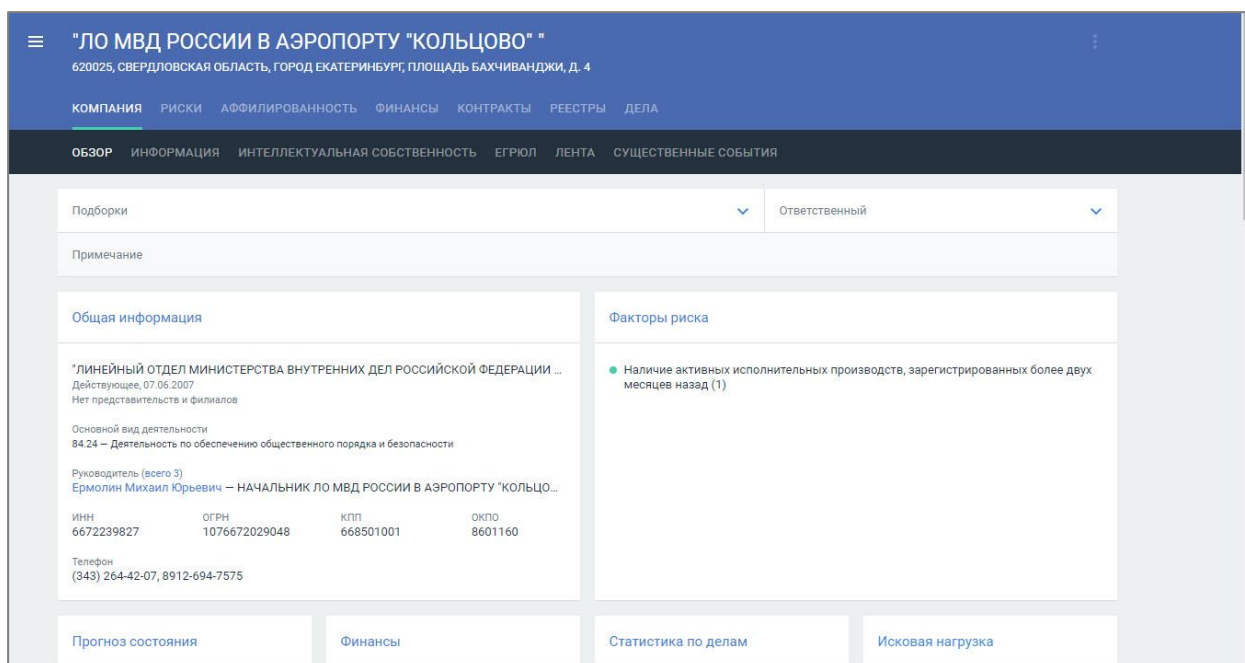 "ЛО МВД РОССИИ В АЭРОПОРТУ "КОЛЬЦОВО" "
620025, СВЕРДЛОВСКАЯ ОБЛАСТЬ, ГОРОД ЕКАТЕРИНБУРГ, ПЛОЩАДЬ БАХЧИВАНДЖИ, Д. 4
КОМПАНИЯ РИСКИ АФФИЛИРОВАННОСТЬ ФИНАНСЫ КОНТРАКТЫ РЕЕСТРЫ ДЕЛА
ОБЗОР ИНФОРМАЦИЯ ИНТЕЛЛЕКТУАЛЬНАЯ СОБСТВЕННОСТЬ ЕГРЮЛ ЛЕНТА СУЩЕСТВЕННЫЕ СОБЫТИЯ
Подборки Ответственный
Примечание
Общая информация
"ЛИНЕЙНЫЙ ОТДЕЛ МИНИСТЕРСТВА ВНУТРЕННИХ ДЕЛ РОССИЙСКОЙ ФЕДЕРАЦИИ ...
Действующее, 07.06.2007
Нет представительств и филиалов
Основной вид деятельности
84.24 — Деятельность по обеспечению общественного порядка и безопасности
Руководитель (всего 3)
Ермолин Михаил Юрьевич — НАЧАЛЬНИК ЛО МВД РОССИИ В АЭРОПОРТУ "КОЛЬЦО...
ИНН ОГРН КПП ОКПО
6672239827 1076672029048 668501001 8601160
Телефон
(343) 264-42-07, 8912-694-7575
Факторы риска
Наличие активных исполнительных производств, зарегистрированных более двух
месяцев назад (1)
Прогноз состояния Финансы Статистика по делам Исковая нагрузка